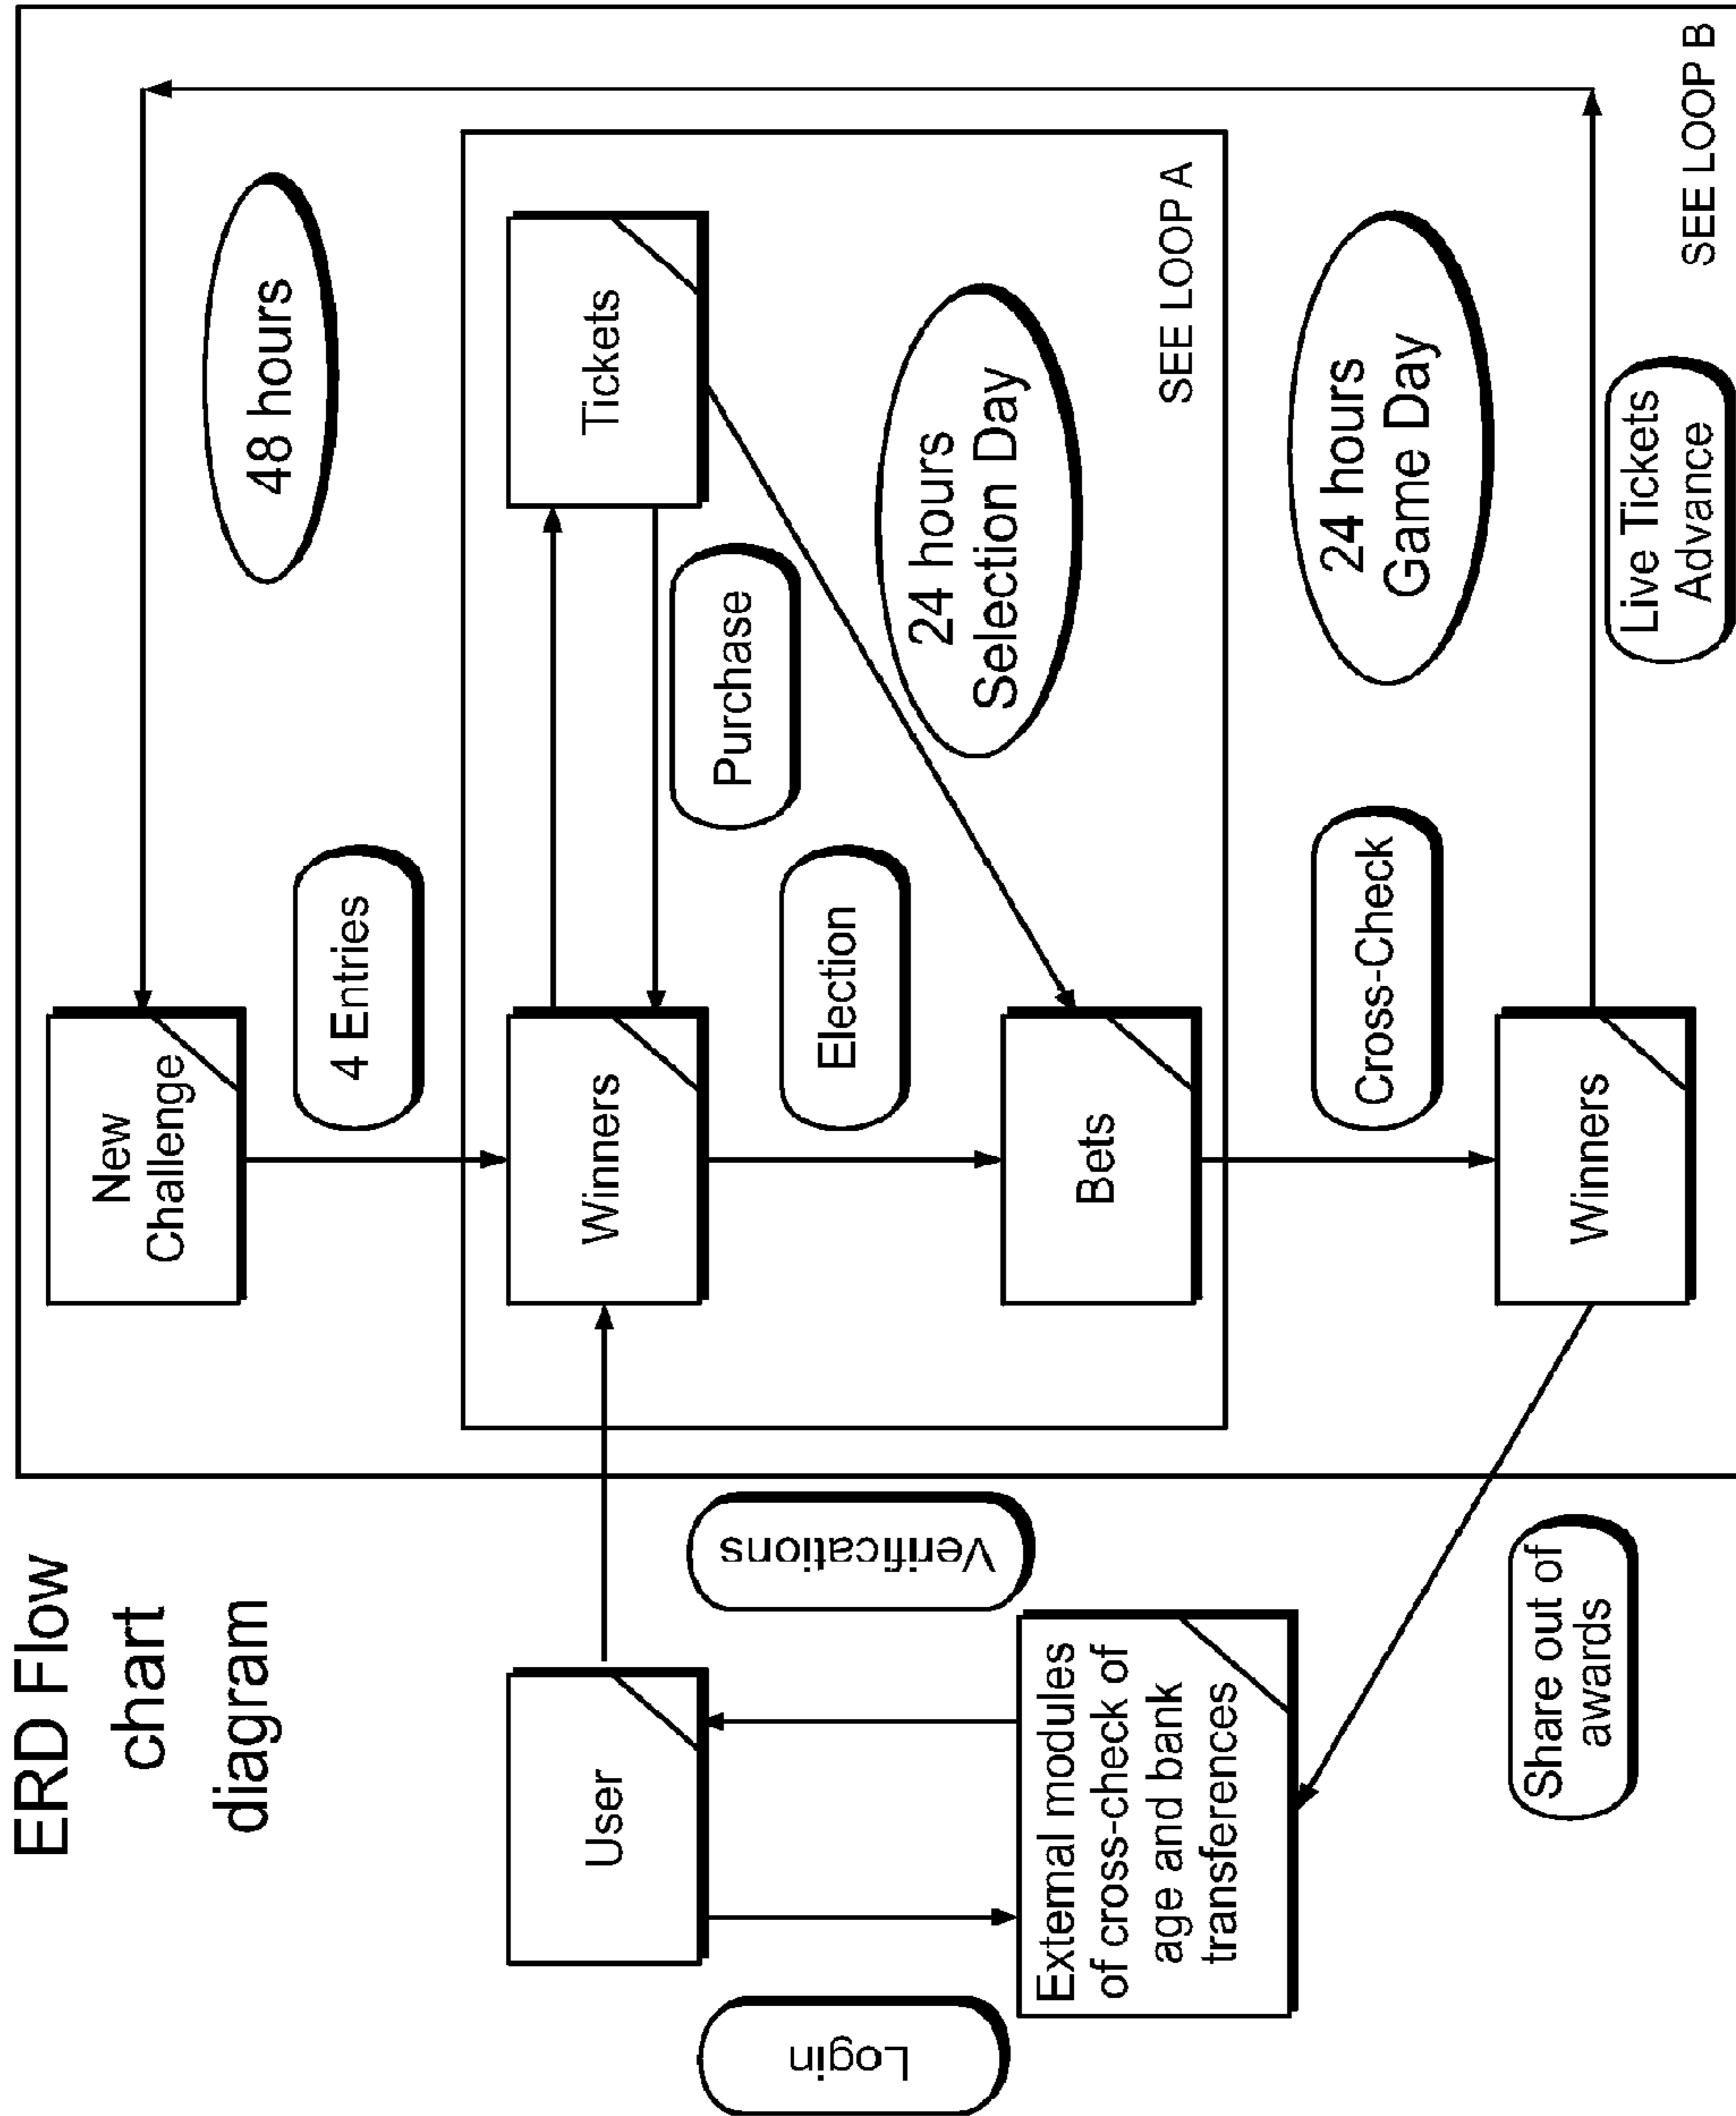 ERD Flow
chart
diagram
New
Challenge
4 Entries
48 hours
User
Winners
Tickets
Purchase
Login
Verifications
Election
24 hours
Selection Day
External modules
of cross-check of
age and bank
transferences
Bets
SEE LOOP A
Cross-Check
24 hours
Game Day
Share out of
awards
Winners
Live Tickets
Advance
SEE LOOP B